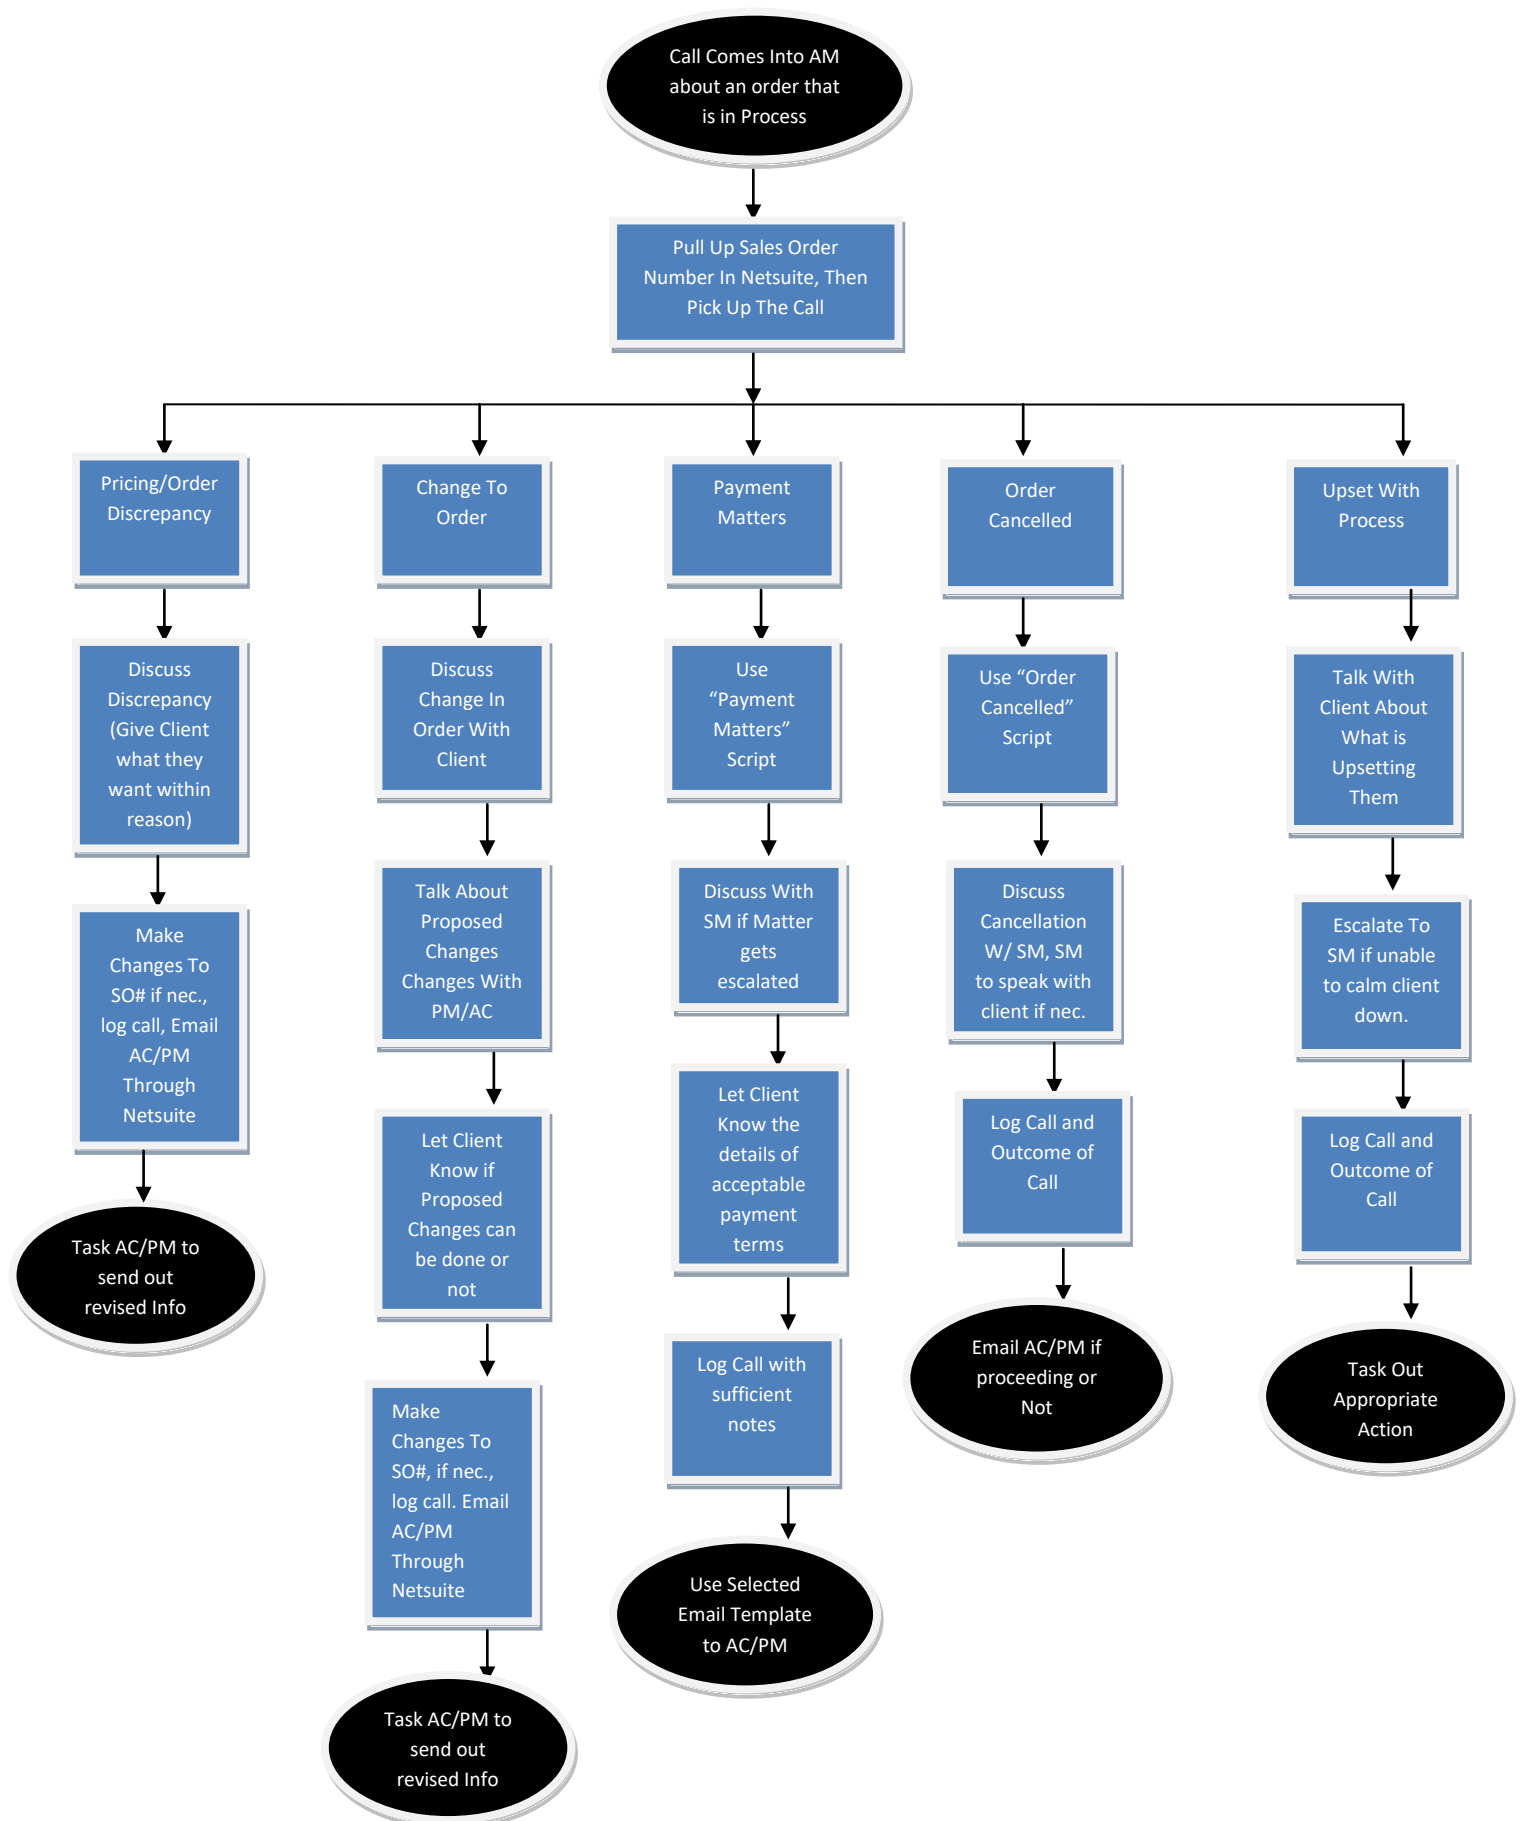 Call Comes Into AM
about an order that
is in Process
Pull Up Sales Order
Number In Netsuite, Then
Pick Up The Call
Pricing/Order
Discrepancy
Discuss
Discrepancy
(Give Client
what they
want within
reason)
Make
Changes To
SO# if nec.,
log call, Email
AC/PM
Through
Netsuite
Task AC/PM to
send out
revised Info
Change To
Order
Discuss
Change In
Order With
Client
Talk About
Proposed
Changes
Changes With
PM/AC
Let Client
Know if
Proposed
Changes can
be done or
not
Make
Changes To
SO#, if nec.,
log call. Email
AC/PM
Through
Netsuite
Task AC/PM to
send out
revised Info
Payment
Matters
Use
“Payment
Matters”
Script
Discuss With
SM if Matter
gets
escalated
Let Client
Know the
details of
acceptable
payment
terms
Log Call with
sufficient
notes
Use Selected
Email Template
to AC/PM
Order
Cancelled
Use “Order
Cancelled”
Script
Discuss
Cancellation
W/ SM, SM
to speak with
client if nec.
Log Call and
Outcome of
Call
Email AC/PM if
proceeding or
Not
Upset With
Process
Talk With
Client About
What is
Upsetting
Them
Escalate To
SM if unable
to calm client
down.
Log Call and
Outcome of
Call
Task Out
Appropriate
Action